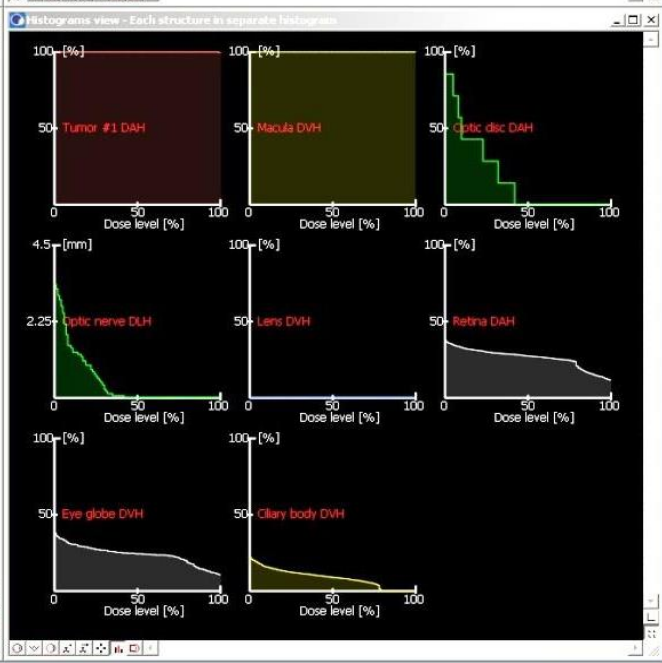 Histograms view - Each structure in separate histogram
100 [%]
50 Tumor #1 DAH
0 50 100
Dose level [%]
100 [%]
50 Macula DVH
0 50 100
Dose level [%]
100 [%]
50 Optic disc DAH
0 50 100
Dose level [%]
4.5 [mm]
2.25 Optic nerve DLH
0 50 100
Dose level [%]
100 [%]
50 Lens DVH
0 50 100
Dose level [%]
100 [%]
50 Retina DAH
0 50 100
Dose level [%]
100 [%]
50 Eye globe DVH
0 50 100
Dose level [%]
100 [%]
50 Ciliary body DVH
0 50 100
Dose level [%]